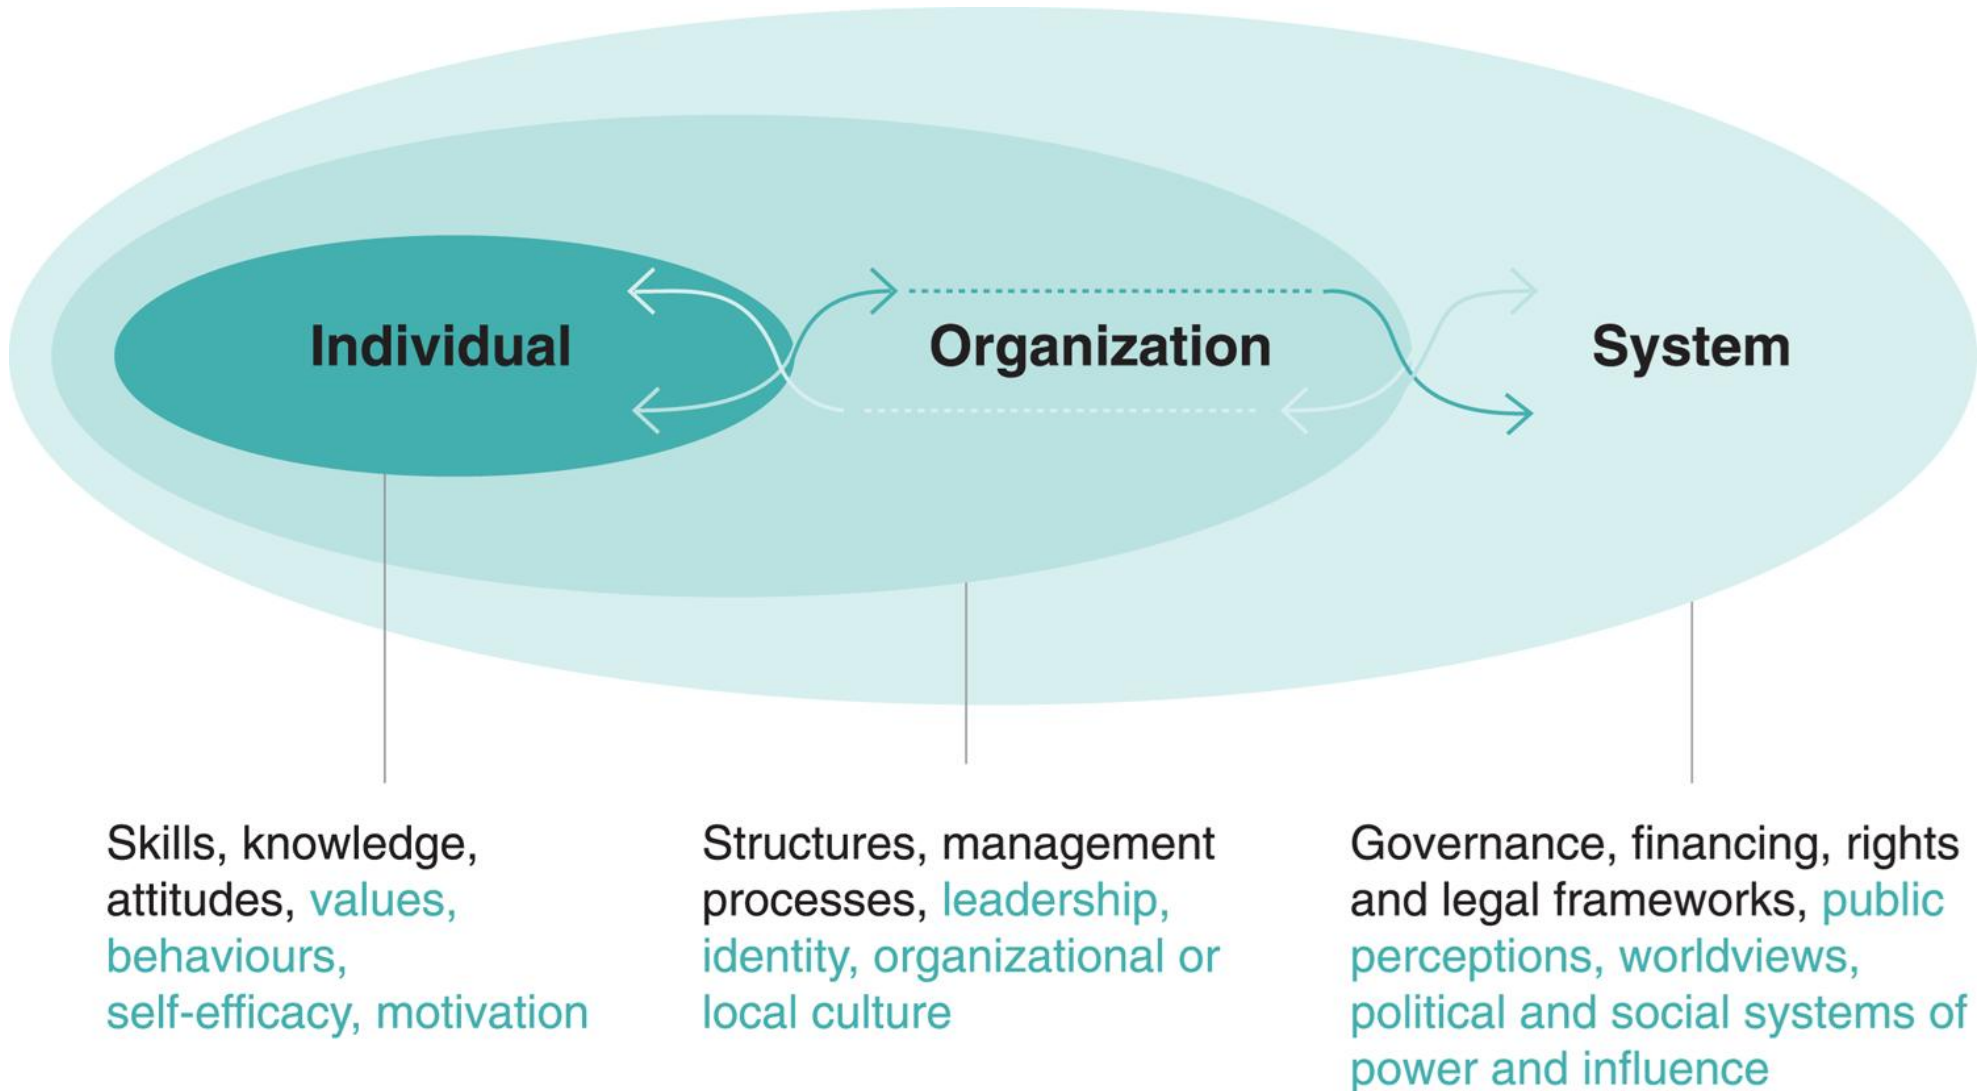 Individual
Organization
System
Skills, knowledge,
attitudes, values,
behaviours,
self-efficacy, motivation
Structures, management
processes, leadership,
identity, organizational or
local culture
Governance, financing, rights
and legal frameworks, public
perceptions, worldviews,
political and social systems of
power and influence